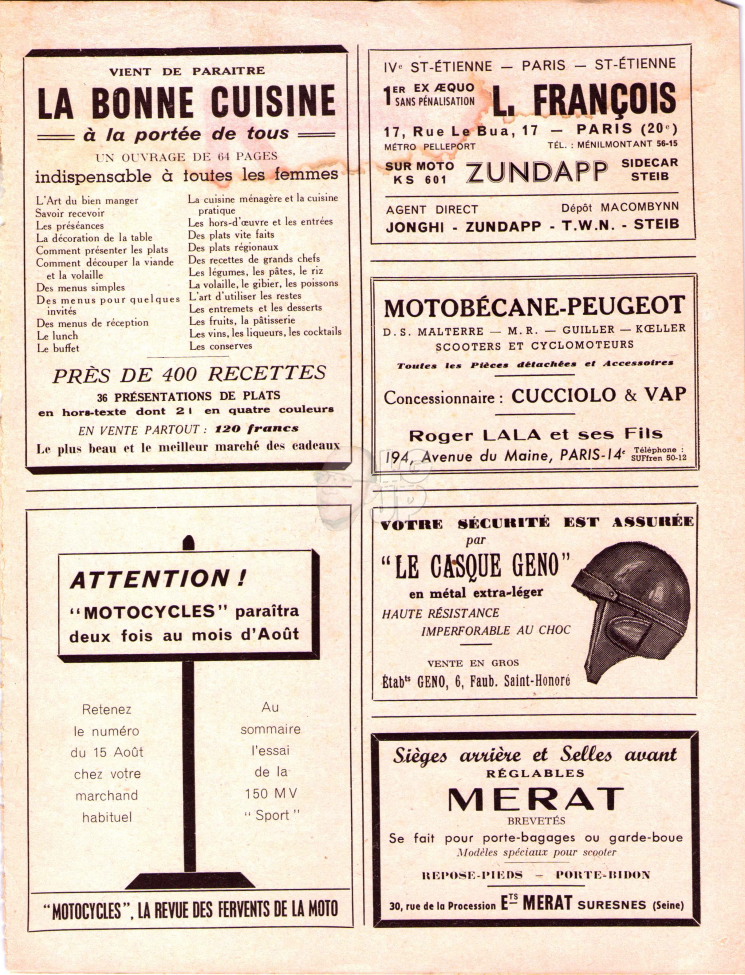 VIENT DE PARAITRE
LA BONNE CUISINE
à la portée de tous
UN OUVRAGE DE 64 PAGES
indispensable à toutes les femmes
L'Art du bien manger
Savoir recevoir
Les préséances
La décoration de la table
Comment présenter les plats
Comment découper la viande
et la volaille
Des menus simples
Des menus pour quelques
invités
Des menus de réception
Le lunch
Le buffet
La cuisine ménagère et la cuisine
pratique
Les hors-d'œuvre et les entrées
Des plats vite faits
Des plats régionaux
Des recettes de grands chefs
Les légumes, les pâtes, le riz
La volaille, le gibier, les poissons
L'art d'utiliser les restes
Les entremets et les desserts
Les fruits, la pâtisserie
Les vins, les liqueurs, les cocktails
Les conserves
PRÈS DE 400 RECETTES
36 PRÉSENTATIONS DE PLATS
en hors-texte dont 21 en quatre couleurs
EN VENTE PARTOUT : 120 francs
Le plus beau et le meilleur marché des cadeaux
ATTENTION !
"MOTOCYCLES" paraîtra
deux fois au mois d'Août
Retenez
le numéro
du 15 Août
chez votre
marchand
habituel
Au
sommaire
l'essai
de la
150 MV
"Sport"
"MOTOCYCLES", LA REVUE DES FERVENTS DE LA MOTO
IVe ST-ÉTIENNE — PARIS — ST-ÉTIENNE
1ER EX ÆQUO
SANS PÉNALISATION
L. FRANÇOIS
17, Rue Le Bua, 17 — PARIS (20e)
MÉTRO PELLEPORT TÉL. : MÉNILMONTANT 56-15
SUR MOTO
KS 601
ZUNDAPP
SIDECAR
STEIB
AGENT DIRECT Dépôt MACOMBYNN
JONGHI - ZUNDAPP - T.W.N. - STEIB
MOTOBÉCANE-PEUGEOT
D.S. MALTERRE — M.R. — GUILLER — KŒLLER
SCOOTERS ET CYCLOMOTEURS
Toutes les Pièces détachées et Accessoires
Concessionnaire : CUCCIOLO & VAP
Roger LALA et ses Fils
194, Avenue du Maine, PARIS-14e Téléphone :
SUFfren 50-12
VOTRE SÉCURITÉ EST ASSURÉE
par
"LE CASQUE GENO"
en métal extra-léger
HAUTE RÉSISTANCE
IMPERFORABLE AU CHOC
VENTE EN GROS
Étabts GENO, 6, Faub. Saint-Honoré
Sièges arrière et Selles avant
RÉGLABLES
MERAT
BREVETÉS
Se fait pour porte-bagages ou garde-boue
Modèles spéciaux pour scooter
REPOSE-PIEDS — PORTE-BIDON
30, rue de la Procession ETS MERAT SURESNES (Seine)